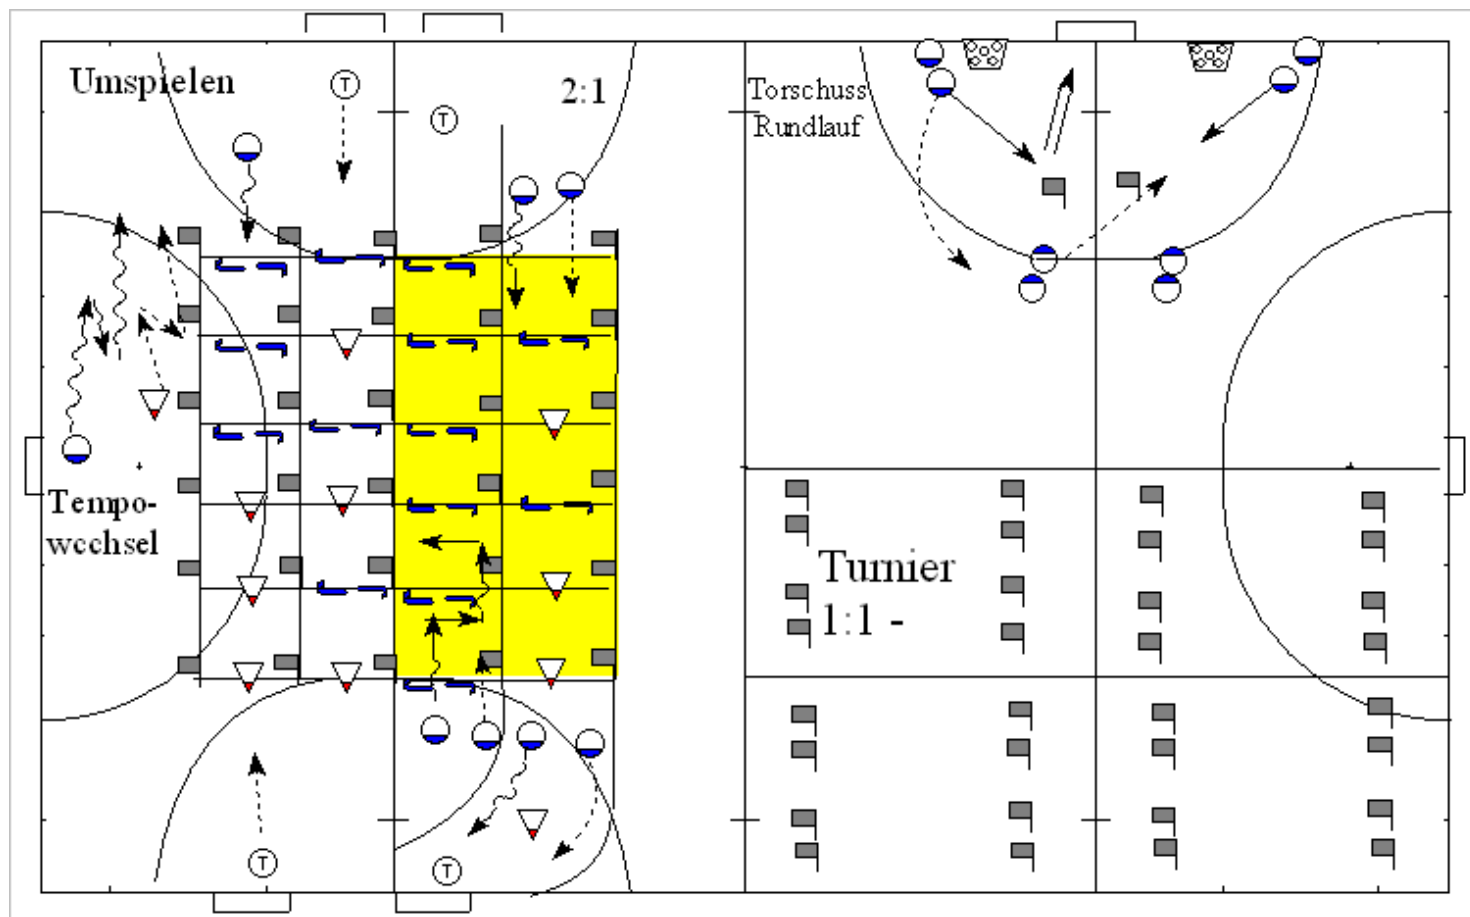 Umspielen
T
2:1
T
Torschuss
Rundlauf
Tempo-
wechsel
Turnier
1:1 -
T
T